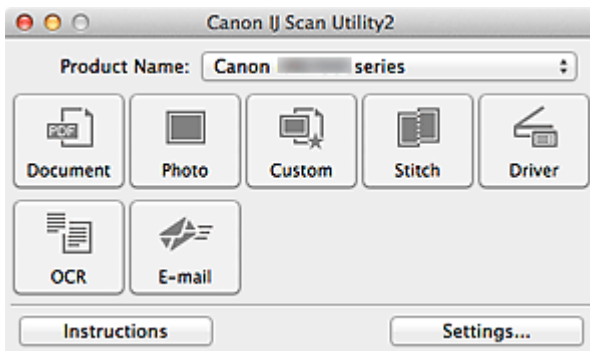 Canon IJ Scan Utility2
Product Name: Canon series
PDF
Document Photo Custom Stitch Driver
OCR E-mail
Instructions Settings...